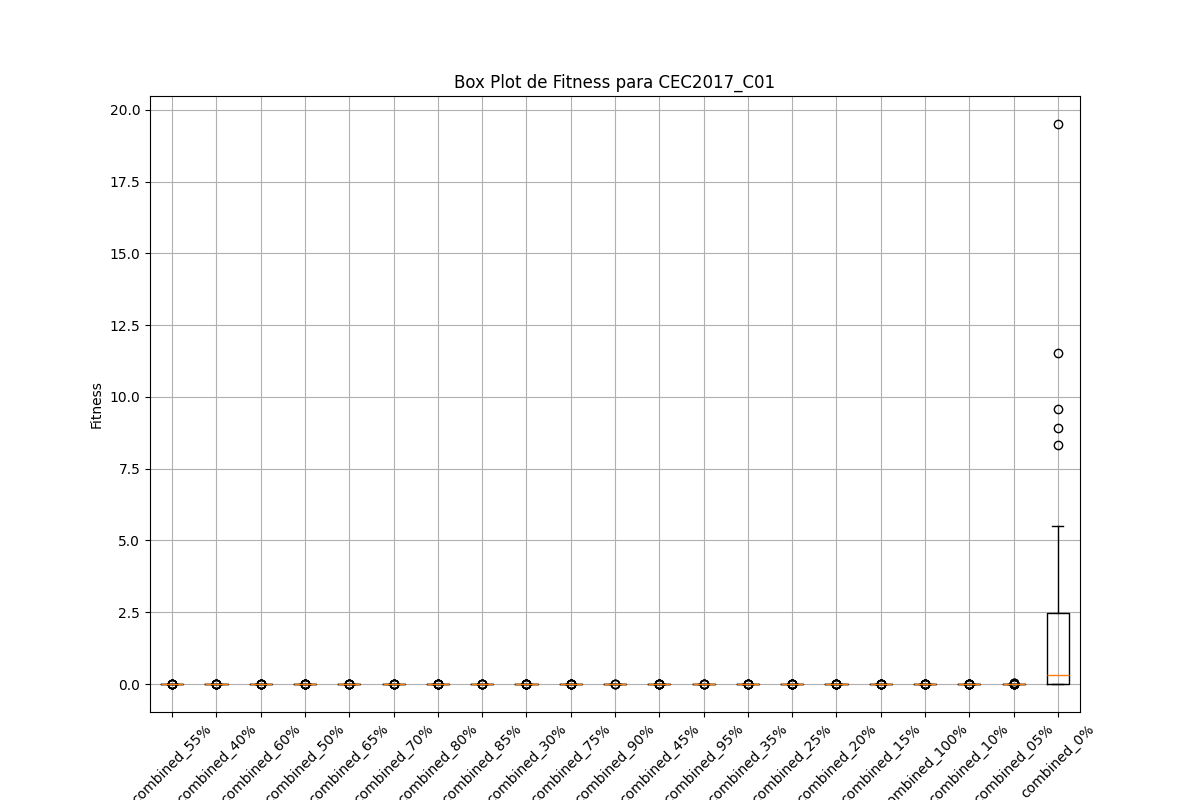 Box Plot de Fitness para CEC2017_C01
20.0
17.5
15.0
12.5
10.0
7.5
5.0
2.5
0.0
Fitness
combined_55%
combined_40%
combined_60%
combined_50%
combined_65%
combined_70%
combined_80%
combined_85%
combined_30%
combined_75%
combined_90%
combined_45%
combined_95%
combined_35%
combined_25%
combined_20%
combined_15%
ombined_100%
combined_10%
combined_05%
combined_0%